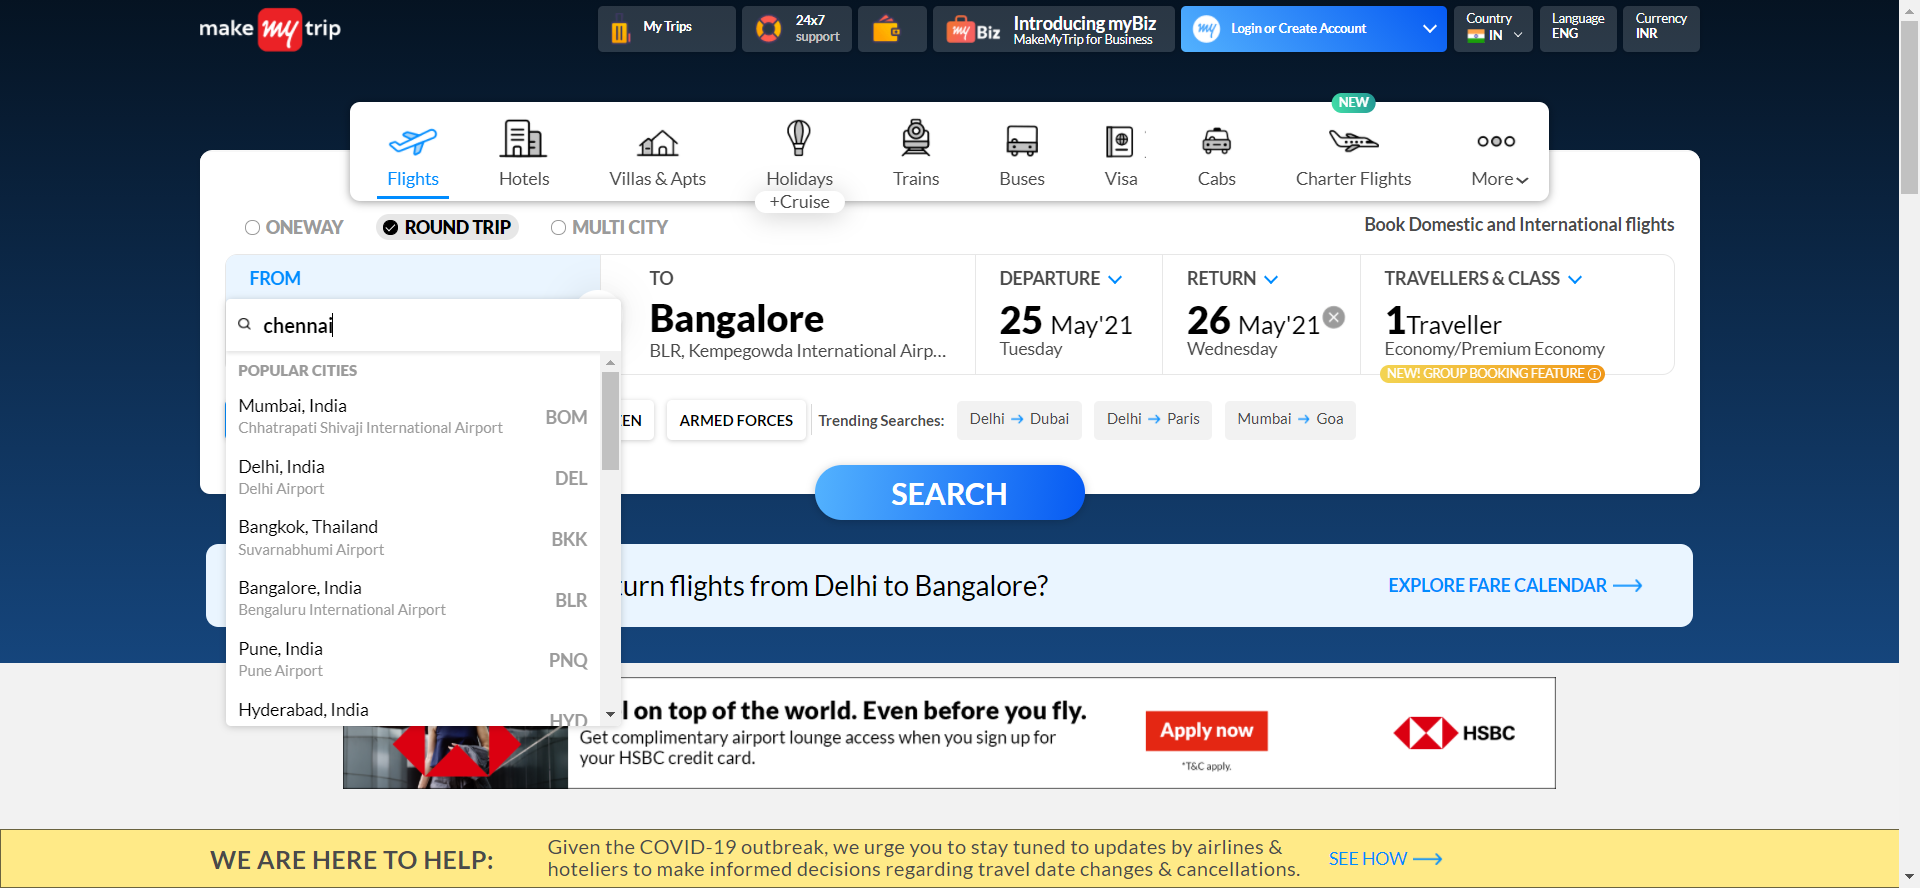 make my trip
My Trips
24x7
support
my Biz
Introducing myBiz
MakeMyTrip for Business
my
Login or Create Account
Country
IN
Language
ENG
Currency
INR
NEW
Flights
Hotels
Villas & Apts
Holidays
+Cruise
Trains
Buses
Visa
Cabs
Charter Flights
More
ONEWAY
ROUND TRIP
MULTI CITY
Book Domestic and International flights
FROM
chennai
TO
Bangalore
BLR, Kempegowda International Airp...
DEPARTURE
25 May'21
Tuesday
RETURN
26 May'21
Wednesday
TRAVELLERS & CLASS
1Traveller
Economy/Premium Economy
NEW! GROUP BOOKING FEATURE
POPULAR CITIES
Mumbai, India
Chhatrapati Shivaji International Airport
BOM
Delhi, India
Delhi Airport
DEL
Bangkok, Thailand
Suvarnabhumi Airport
BKK
Bangalore, India
Bengaluru International Airport
BLR
Pune, India
Pune Airport
PNQ
Hyderabad, India
HYD
EN
ARMED FORCES
Trending Searches:
Delhi → Dubai
Delhi → Paris
Mumbai → Goa
SEARCH
urn flights from Delhi to Bangalore?
EXPLORE FARE CALENDAR
l on top of the world. Even before you fly.
Get complimentary airport lounge access when you sign up for
your HSBC credit card.
Apply now
*T&C apply.
HSBC
WE ARE HERE TO HELP:
Given the COVID-19 outbreak, we urge you to stay tuned to updates by airlines &
hoteliers to make informed decisions regarding travel date changes & cancellations.
SEE HOW